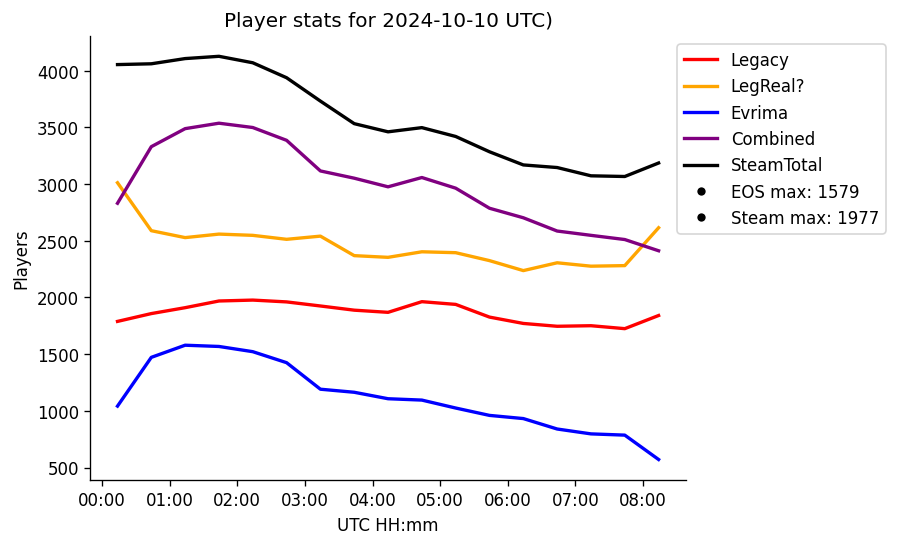 Player stats for 2024-10-10 UTC)
Legacy
LegReal?
Evrima
Combined
SteamTotal
EOS max: 1579
Steam max: 1977
Players
4000
3500
3000
2500
2000
1500
1000
500
00:00 01:00 02:00 03:00 04:00 05:00 06:00 07:00 08:00
UTC HH:mm